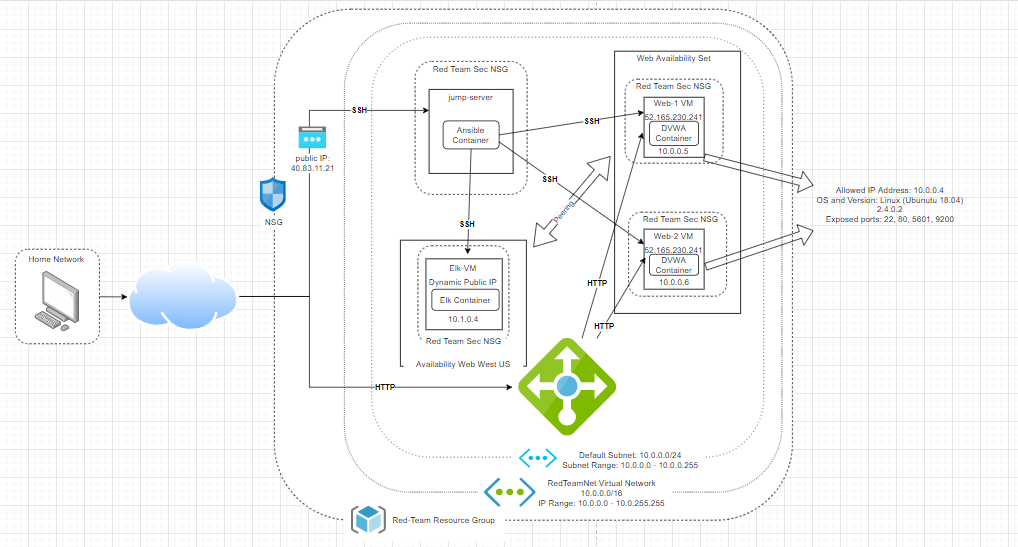 Red Team Sec NSG
jump-server
Ansible
Container
Web Availability Set
Red Team Sec NSG
Web-1 VM
52.165.230.241
DVWA
Container
10.0.0.5
SSH
SSH
SSH
SSH
public IP:
40.83.11.21
NSG
Peering
Allowed IP Address: 10.0.0.4
OS and Version: Linux (Ubunutu 18.04)
2.4.0.2
Exposed ports: 22, 80, 5601, 9200
Red Team Sec NSG
Web-2 VM
52.165.230.241
DVWA
Container
10.0.0.6
Home Network
Elk-VM
Dynamic Public IP
Elk Container
10.1.0.4
Red Team Sec NSG
Availability Web West US
HTTP
HTTP
HTTP
Default Subnet: 10.0.0.0/24
Subnet Range: 10.0.0.0 - 10.0.0.255
RedTeamNet Virtual Network
10.0.0.0/16
IP Range: 10.0.0.0 - 10.0.255.255
Red-Team Resource Group